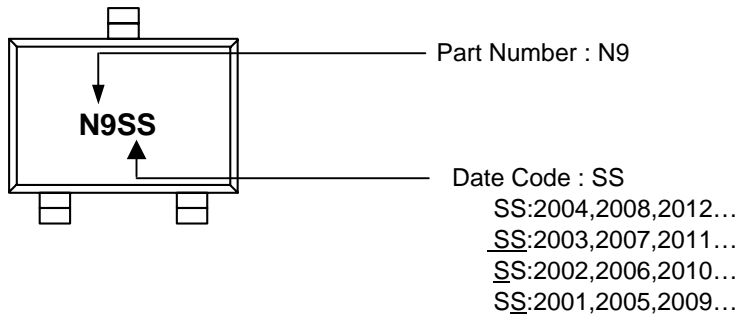 Part Number : N9
N9SS
Date Code : SS
SS:2004,2008,2012…
SS:2003,2007,2011…
SS:2002,2006,2010…
SS:2001,2005,2009…